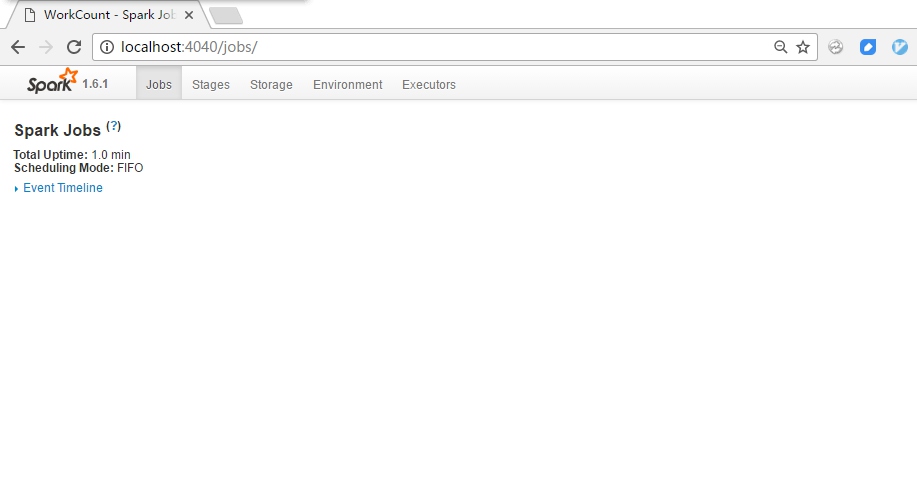 WorkCount - Spark Job
localhost:4040/jobs/
Spark 1.6.1 Jobs Stages Storage Environment Executors
Spark Jobs (?)
Total Uptime: 1.0 min
Scheduling Mode: FIFO
Event Timeline